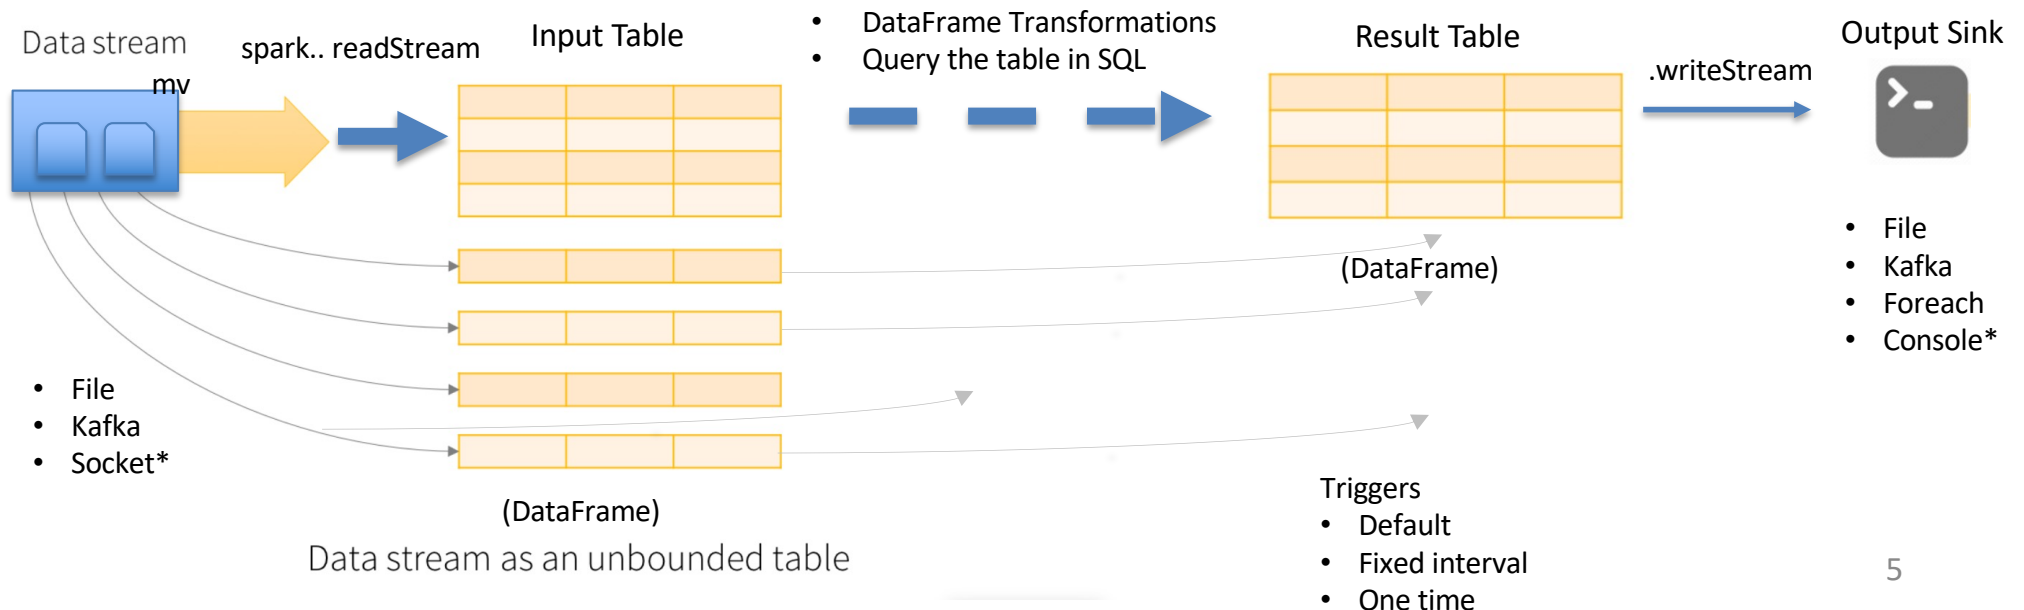 Data stream
mv
spark.. readStream
Input Table
• DataFrame Transformations
• Query the table in SQL
Result Table
.writeStream
Output Sink
• File
• Kafka
• Socket*
(DataFrame)
Data stream as an unbounded table
(DataFrame)
Triggers
• Default
• Fixed interval
• One time
• File
• Kafka
• Foreach
• Console*
5